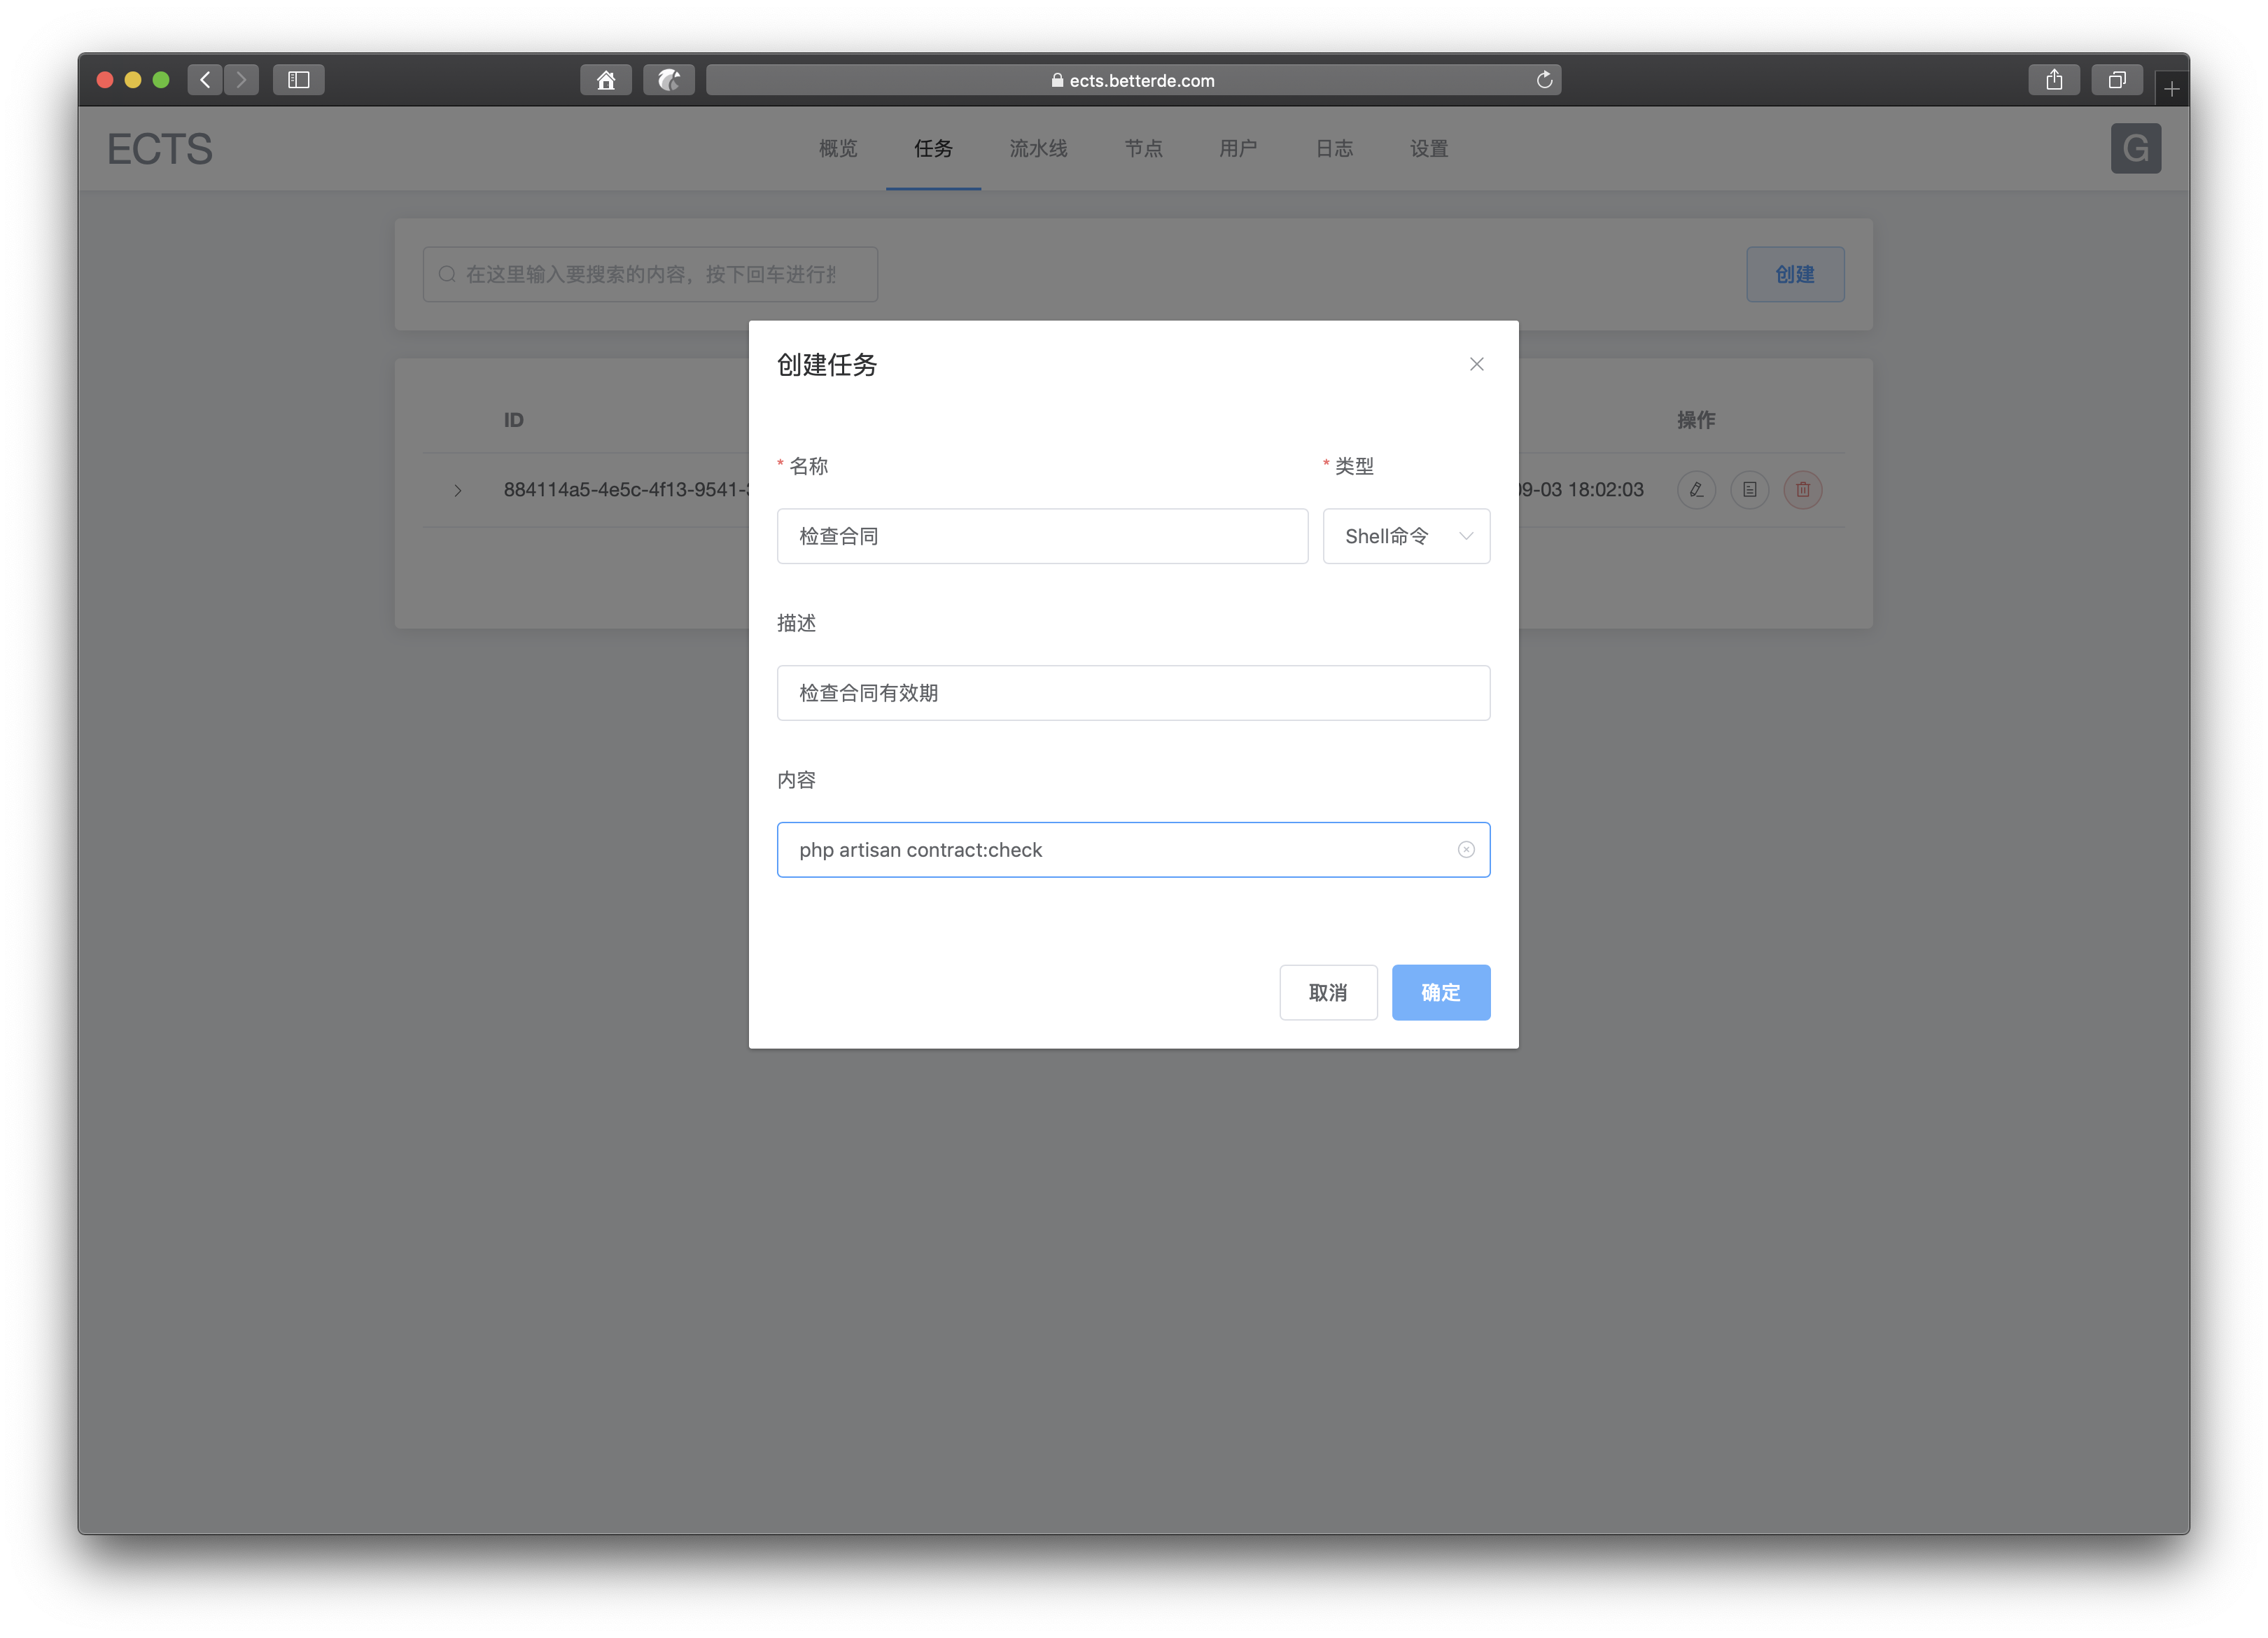 ects.betterde.com
ECTS 概览 任务 流水线 节点 用户 日志 设置 G
在这里输入要搜索的内容，按下回车进行 创建
创建任务
ID 操作
* 名称 * 类型
884114a5-4e5c-4f13-9541- 09-03 18:02:03
检查合同 Shell命令
描述
检查合同有效期
内容
php artisan contract:check
取消 确定